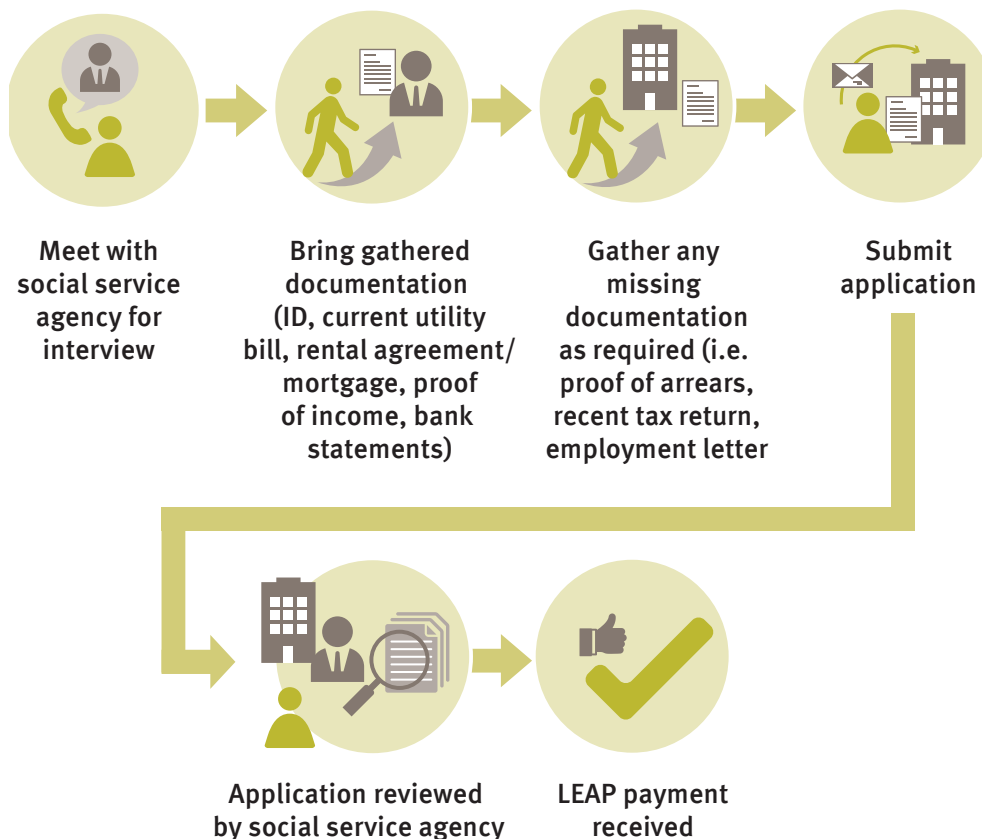 Meet with
social service
agency for
interview
Bring gathered
documentation
(ID, current utility
bill, rental agreement/
mortgage, proof
of income, bank
statements)
Gather any
missing
documentation
as required (i.e.
proof of arrears,
recent tax return,
employment letter
Submit
application
Application reviewed
by social service agency
LEAP payment
received